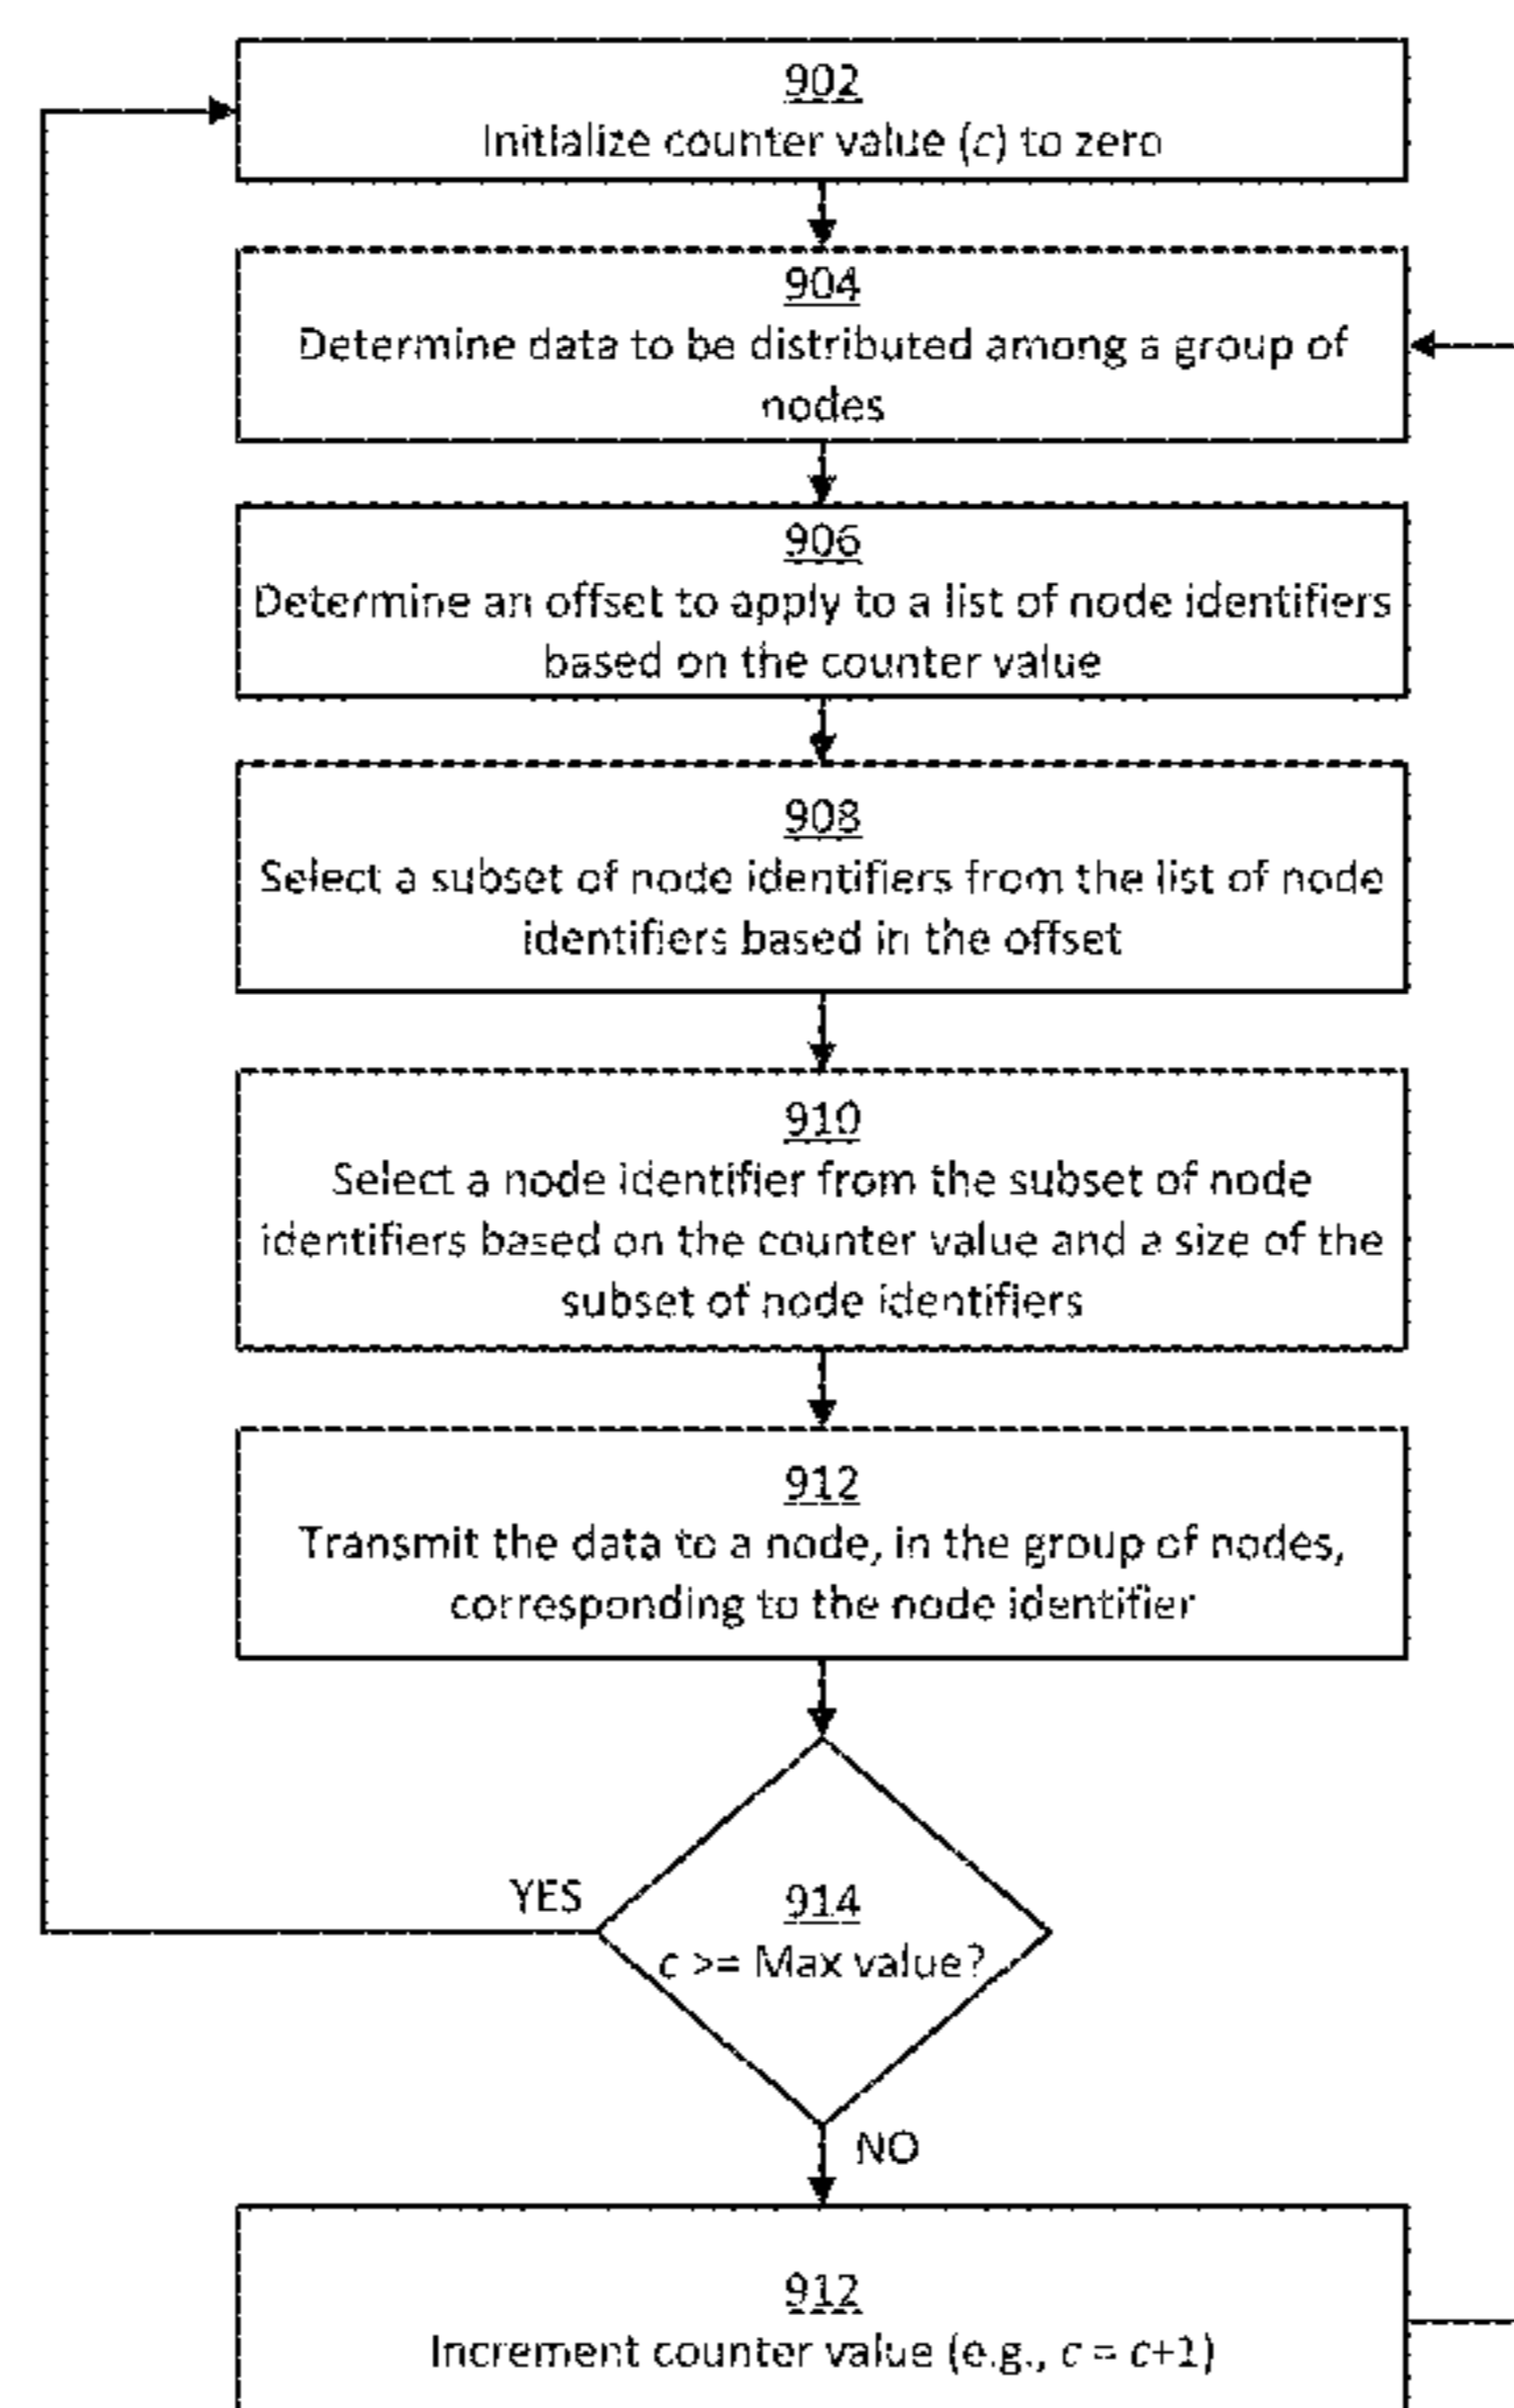 902
Initialize counter value (c) to zero
904
Determine data to be distributed among a group of
nodes
906
Determine an offset to apply to a list of node identifiers
based on the counter value
908
Select a subset of node identifiers from the list of node
identifiers based in the offset
910
Select a node identifier from the subset of node
identifiers based on the counter value and a size of the
subset of node identifiers
912
Transmit the data to a node, in the group of nodes,
corresponding to the node identifier
YES
914
c >= Max value?
NO
912
Increment counter value (e.g., c = c+1)